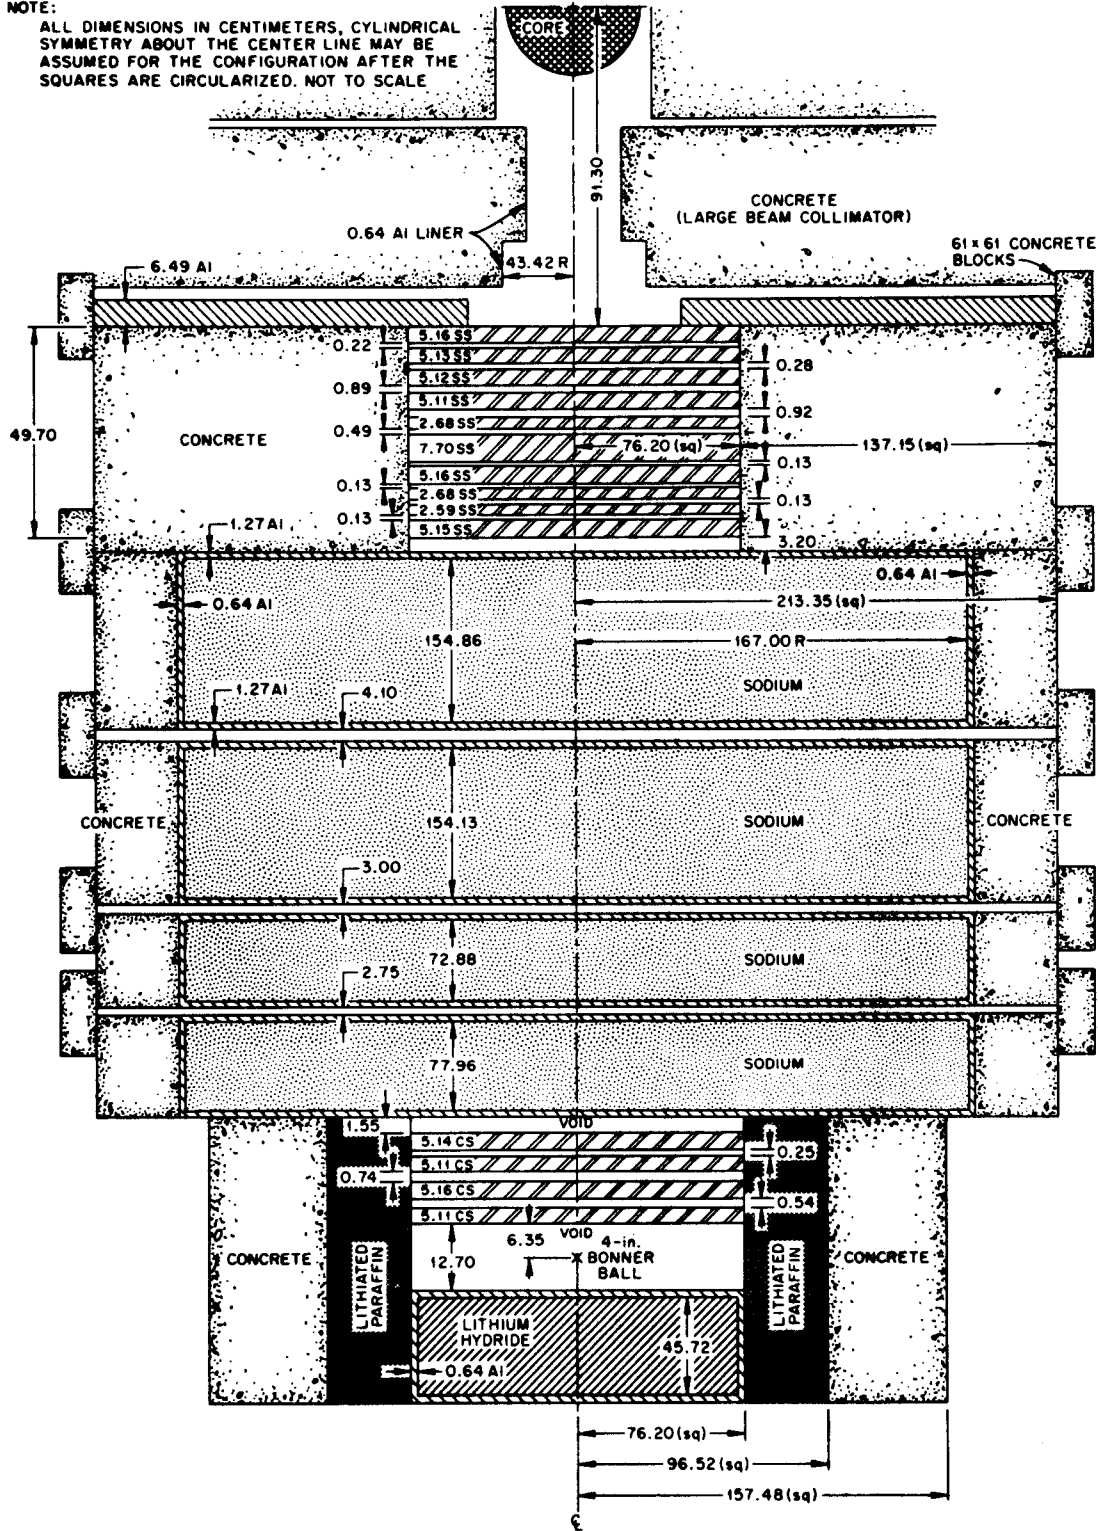 NOTE:
ALL DIMENSIONS IN CENTIMETERS, CYLINDRICAL
SYMMETRY ABOUT THE CENTER LINE MAY BE
ASSUMED FOR THE CONFIGURATION AFTER THE
SQUARES ARE CIRCULARIZED. NOT TO SCALE
CORE
91.30
CONCRETE
(LARGE BEAM COLLIMATOR)
0.64 Al LINER
61 x 61 CONCRETE
BLOCKS
6.49 Al
43.42 R
5.16 SS
0.22
5.13 SS
0.28
5.12 SS
0.89
5.11 SS
0.92
2.68 SS
0.49
49.70
CONCRETE
7.70 SS
76.20 (sq)
137.15 (sq)
0.13
5.16 SS
0.13
2.68 SS
0.13
2.59 SS
0.13
5.15 SS
1.27 Al
3.20
0.64 Al
0.64 Al
213.35 (sq)
154.86
167.00 R
SODIUM
1.27 Al
4.10
CONCRETE
154.13
SODIUM
CONCRETE
3.00
72.88
SODIUM
2.75
77.96
SODIUM
1.55
VOID
5.14 CS
0.25
5.11 CS
0.74
5.16 CS
0.54
5.11 CS
VOID
6.35
4-in.
BONNER
BALL
12.70
CONCRETE
LITHIATED
PARAFFIN
LITHIATED
PARAFFIN
CONCRETE
LITHIUM
HYDRIDE
45.72
0.64 Al
76.20 (sq)
96.52 (sq)
157.48 (sq)
℄